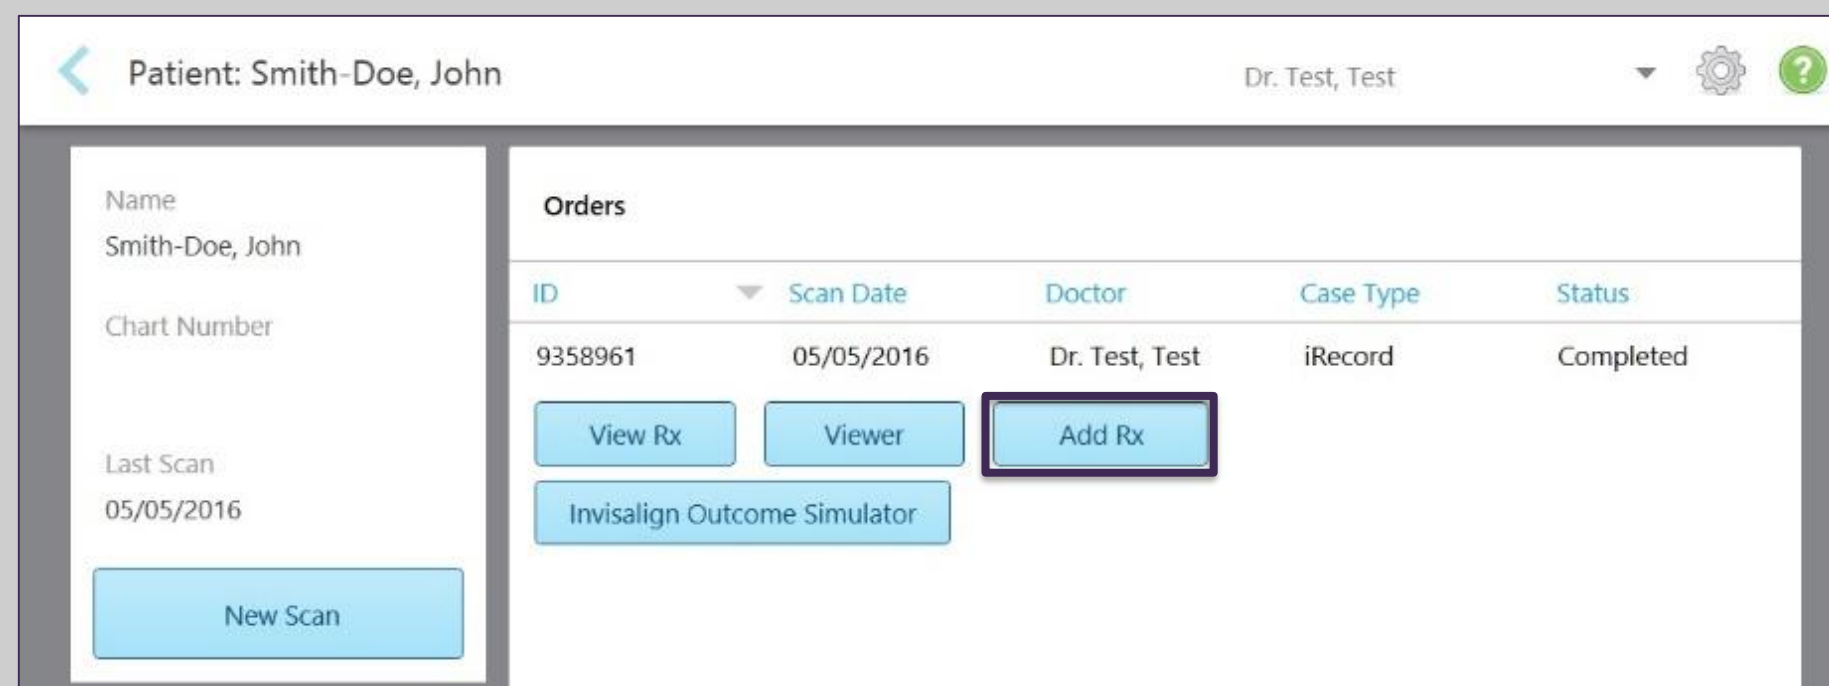 Patient: Smith-Doe, John
Dr. Test, Test
?
Name
Smith-Doe, John
Chart Number
Last Scan
05/05/2016
New Scan
Orders
ID Scan Date Doctor Case Type Status
9358961 05/05/2016 Dr. Test, Test iRecord Completed
View Rx Viewer Add Rx
Invisalign Outcome Simulator